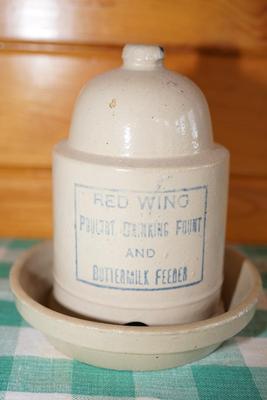 RED WING
POULTRY DRINKING FOUNT
AND
BUTTERMILK FEEDER